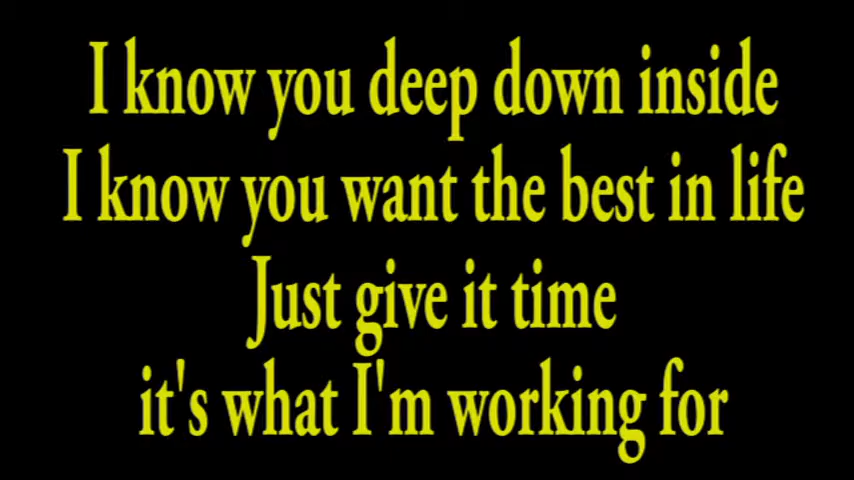 I know you deep down inside
I know you want the best in life
Just give it time
it's what I'm working for